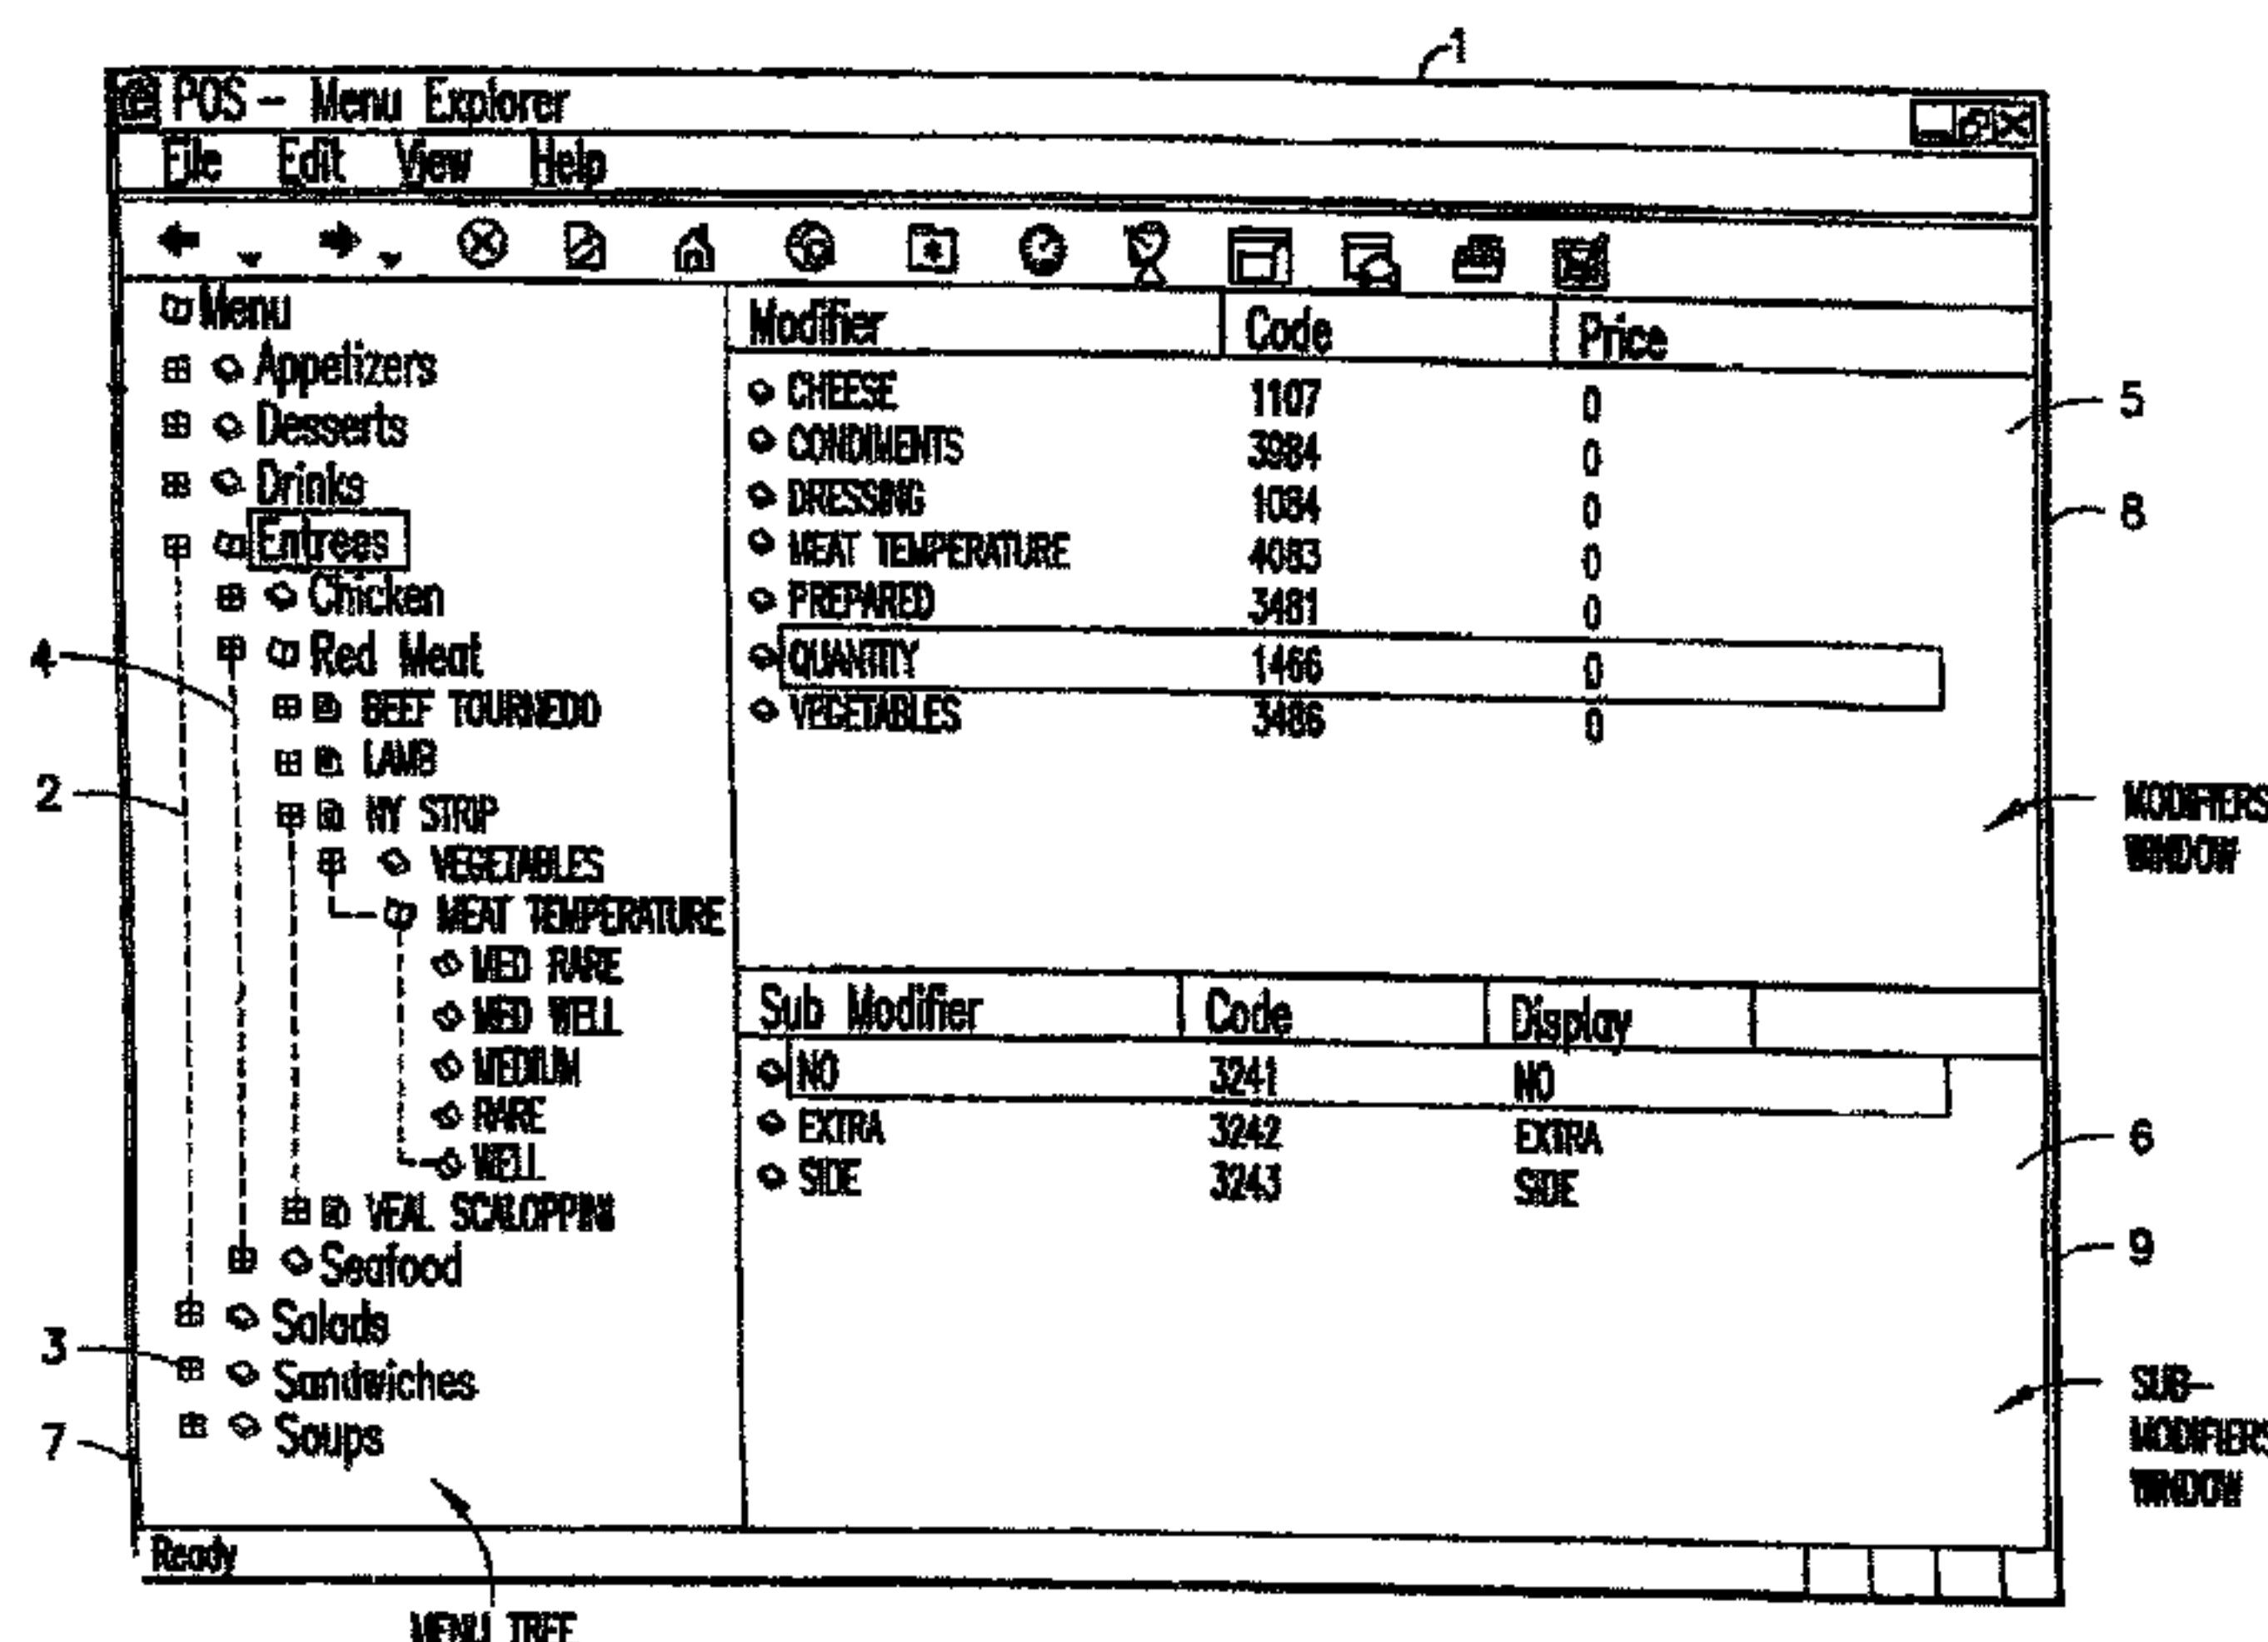 1
POS - Menu Explorer
File Edit View Help
Menu
Appetizers
Desserts
Drinks
Entrees
Chicken
Red Meat
BEEF TOURNEDO
LAMB
NY STRIP
VEGETABLES
MEAT TEMPERATURE
MED RARE
MED WELL
MEDIUM
RARE
WELL
VEAL SCALOPPINI
Seafood
Salads
Sandwiches
Soups
4
2
3
7
Modifier Code Price
CHEESE 1107 0
CONDIMENTS 3984 0
DRESSING 1084 0
MEAT TEMPERATURE 4083 0
PREPARED 3481 0
QUANTITY 1466 0
VEGETABLES 3486 0
5
8
MODIFIERS
WINDOW
Sub Modifier Code Display
NO 3241 NO
EXTRA 3242 EXTRA
SIDE 3243 SIDE
6
9
SUB-
MODIFIERS
WINDOW
Ready
MENU TREE